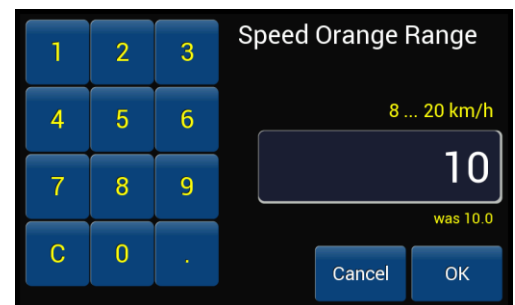 1 2 3
4 5 6
7 8 9
C 0 .
Speed Orange Range
8 ... 20 km/h
10
was 10.0
Cancel OK